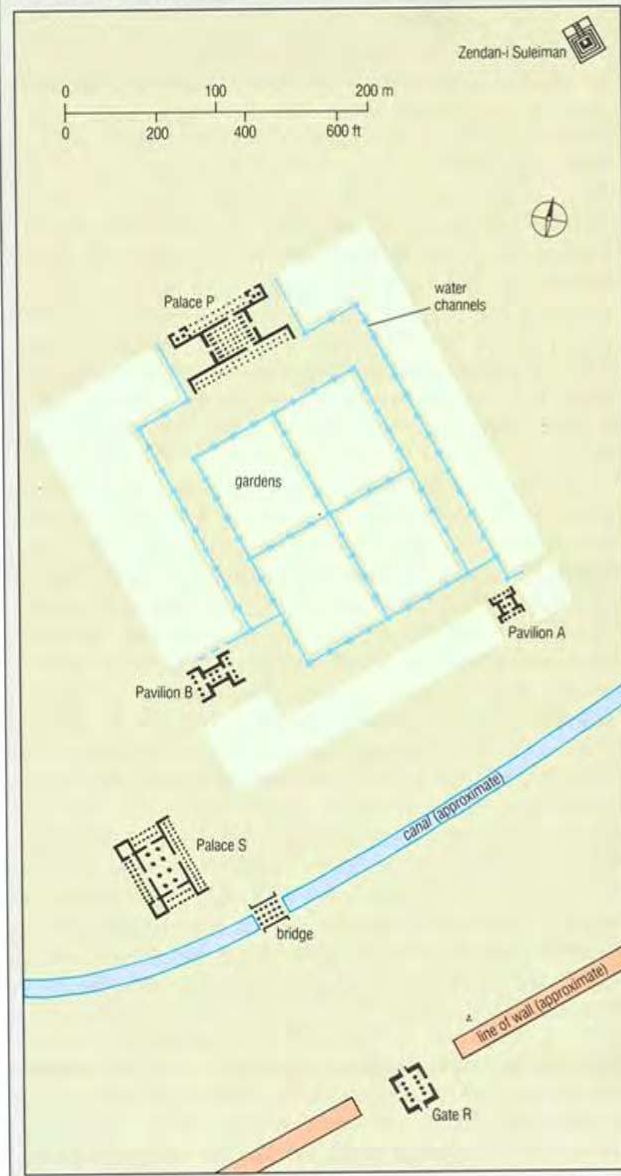 Zendan-i Suleiman
0 100 200 m
0 200 400 600 ft
Palace P
water
channels
gardens
Pavilion A
Pavilion B
canal (approximate)
Palace S
bridge
line of wall (approximate)
Gate R